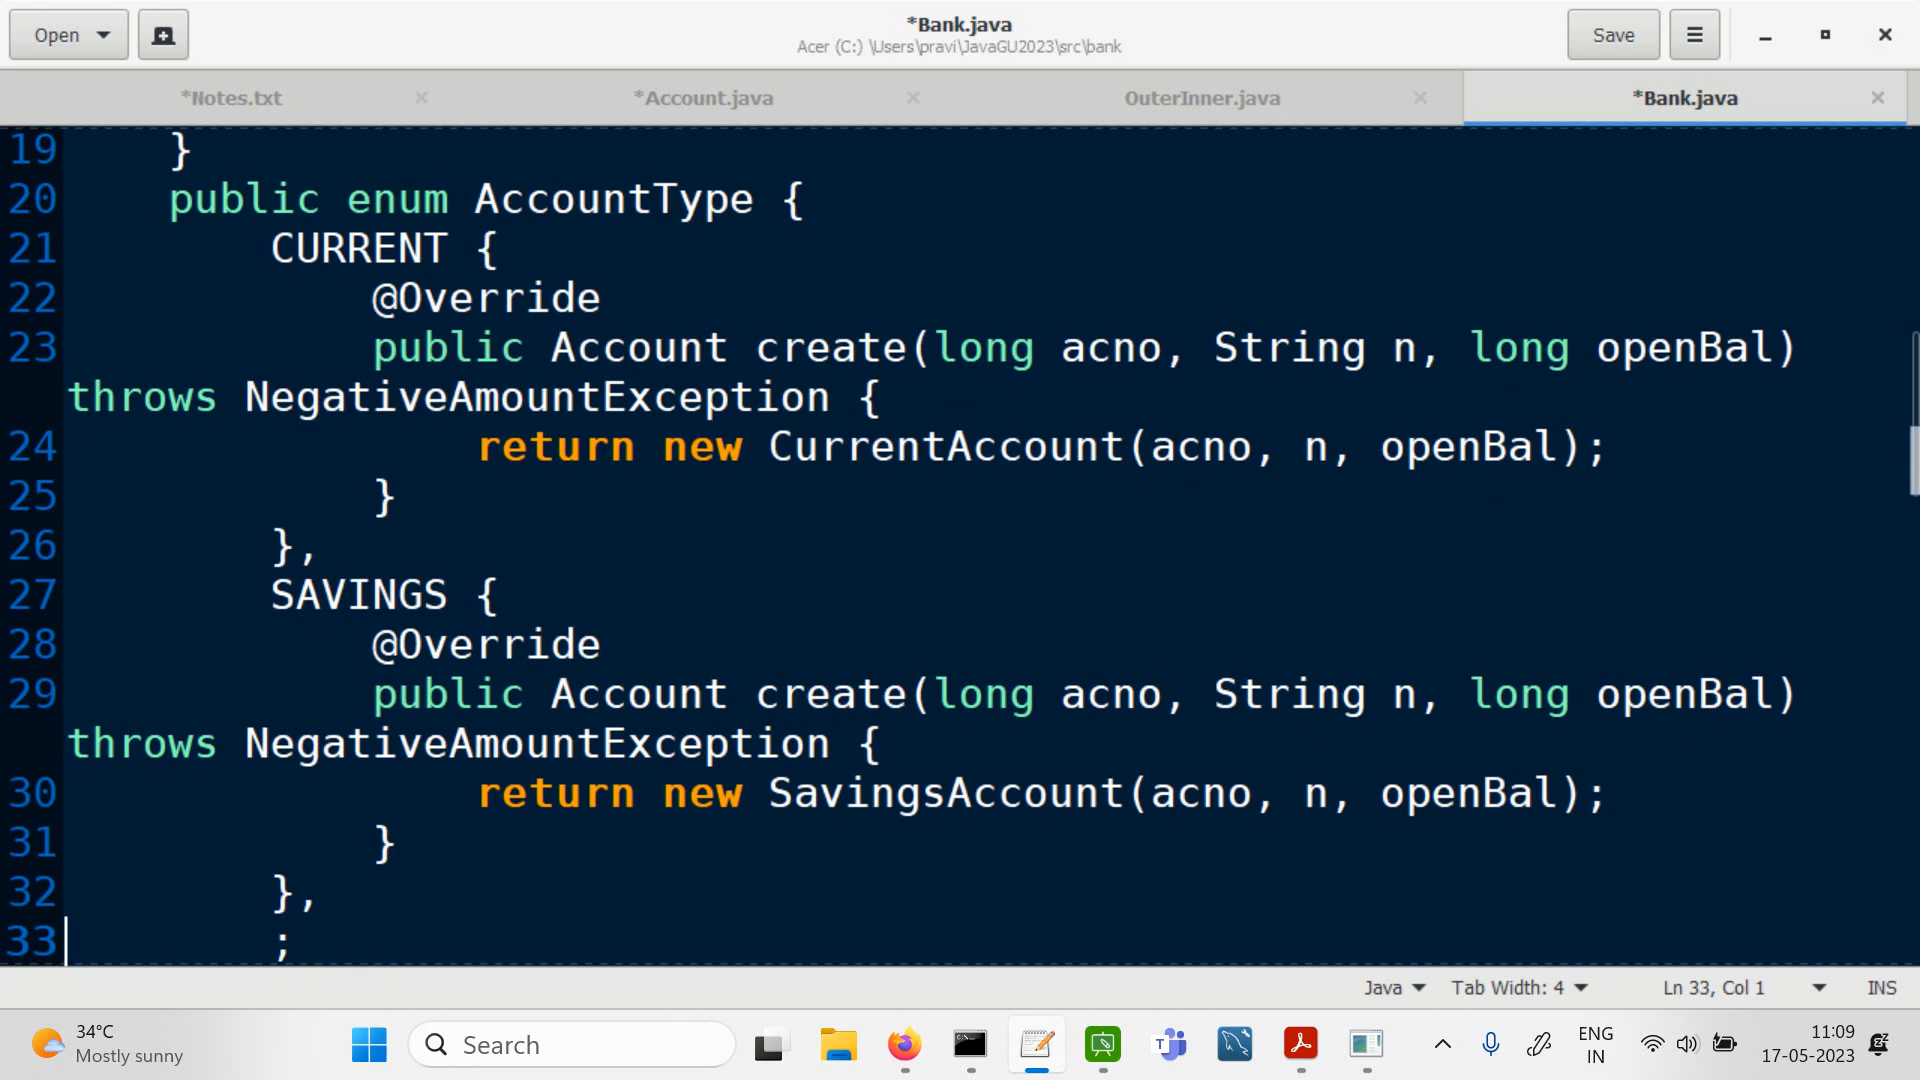 Open
*Bank.java
Acer (C:) \Users\pravi\JavaGU2023\src\bank
Save
*Notes.txt
*Account.java
OuterInner.java
*Bank.java
19 }
20 public enum AccountType {
21 CURRENT {
22 @Override
23 public Account create(long acno, String n, long openBal)
throws NegativeAmountException {
24 return new CurrentAccount(acno, n, openBal);
25 }
26 },
27 SAVINGS {
28 @Override
29 public Account create(long acno, String n, long openBal)
throws NegativeAmountException {
30 return new SavingsAccount(acno, n, openBal);
31 }
32 },
33 ;
Java
Tab Width: 4
Ln 33, Col 1
INS
34°C
Mostly sunny
Search
ENG
IN
11:09
17-05-2023